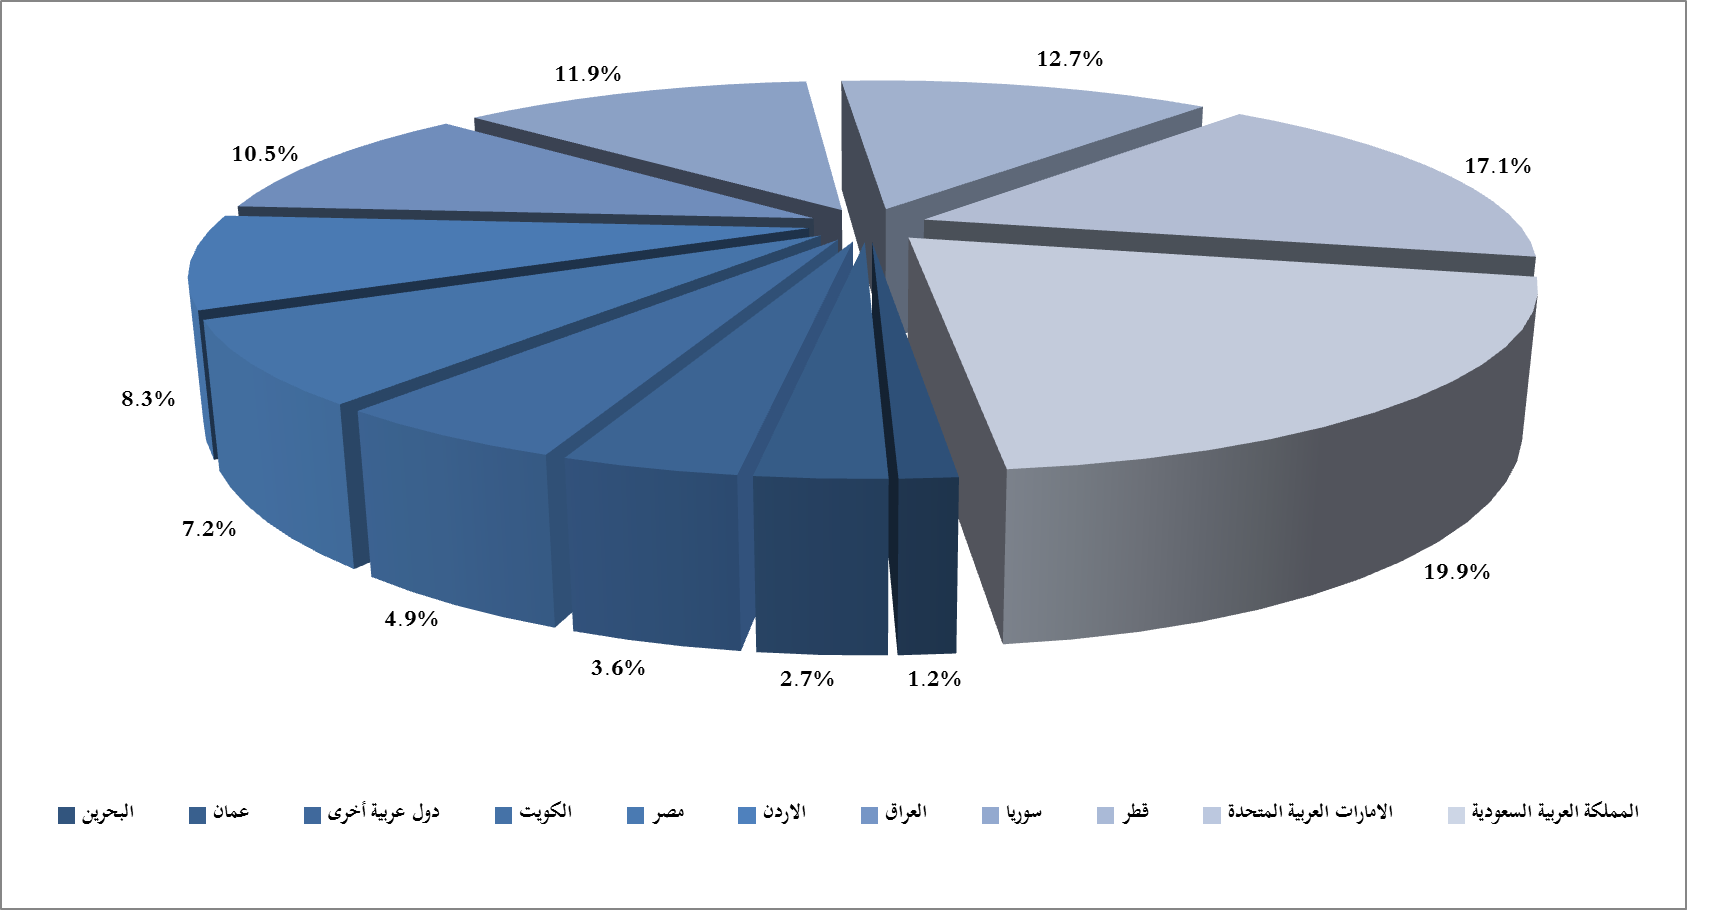 12.7%
11.9%
10.5%
17.1%
8.3%
7.2%
19.9%
4.9%
3.6%
2.7%
1.2%
المملكة العربية السعودية
الامارات العربية المتحدة
قطر
سوريا
العراق
الاردن
مصر
الكويت
دول عربية أخرى
عمان
البحرين